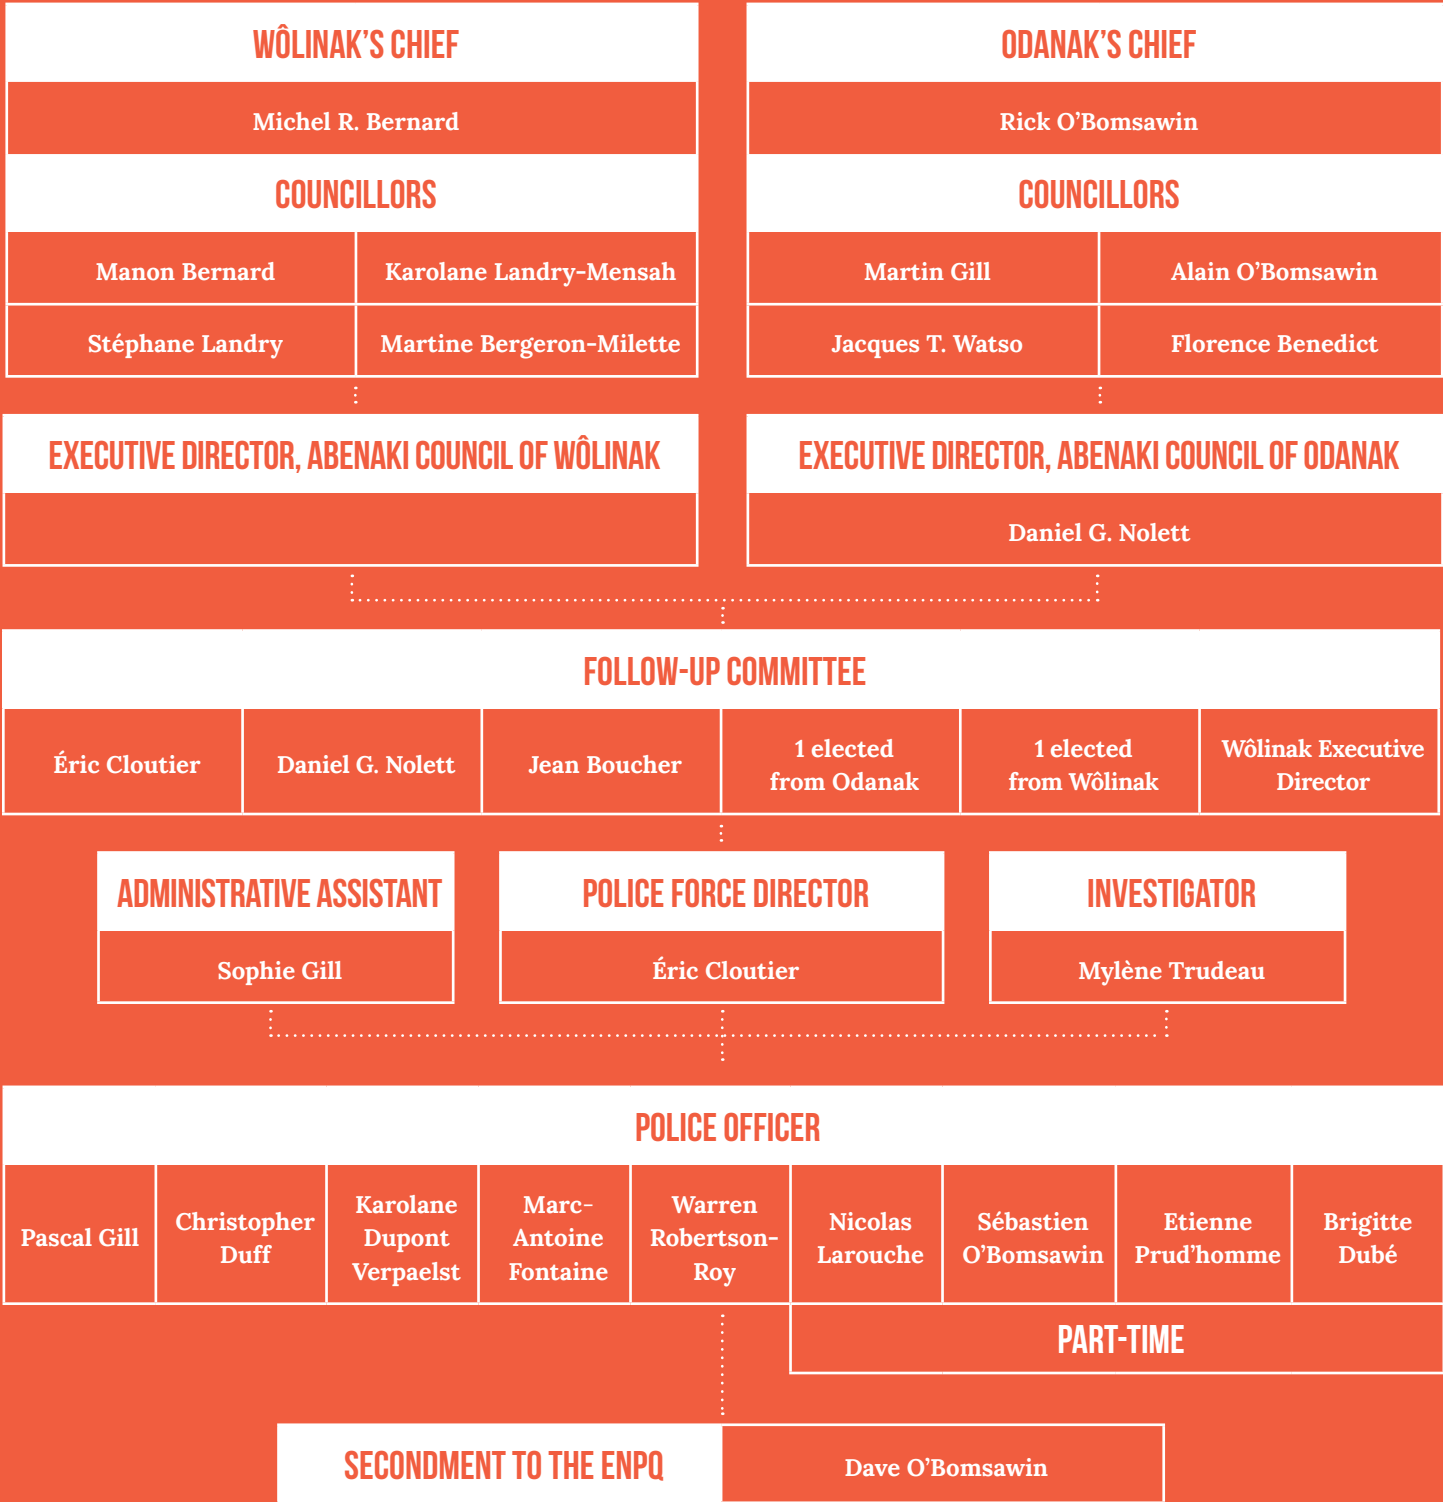 WÔLINAK'S CHIEF
Michel R. Bernard
COUNCILLORS
Manon Bernard
Karolane Landry-Mensah
Stéphane Landry
Martine Bergeron-Milette
ODANAK'S CHIEF
Rick O'Bomsawin
COUNCILLORS
Martin Gill
Alain O'Bomsawin
Jacques T. Watso
Florence Benedict
EXECUTIVE DIRECTOR, ABENAKI COUNCIL OF WÔLINAK
EXECUTIVE DIRECTOR, ABENAKI COUNCIL OF ODANAK
Daniel G. Nolett
FOLLOW-UP COMMITTEE
Éric Cloutier
Daniel G. Nolett
Jean Boucher
1 elected
from Odanak
1 elected
from Wôlinak
Wôlinak Executive
Director
ADMINISTRATIVE ASSISTANT
Sophie Gill
POLICE FORCE DIRECTOR
Éric Cloutier
INVESTIGATOR
Mylène Trudeau
POLICE OFFICER
Pascal Gill
Christopher
Duff
Karolane
Dupont
Verpaelst
Marc-
Antoine
Fontaine
Warren
Robertson-
Roy
Nicolas
Larouche
Sébastien
O'Bomsawin
Etienne
Prud'homme
Brigitte
Dubé
PART-TIME
SECONDMENT TO THE ENPQ
Dave O'Bomsawin